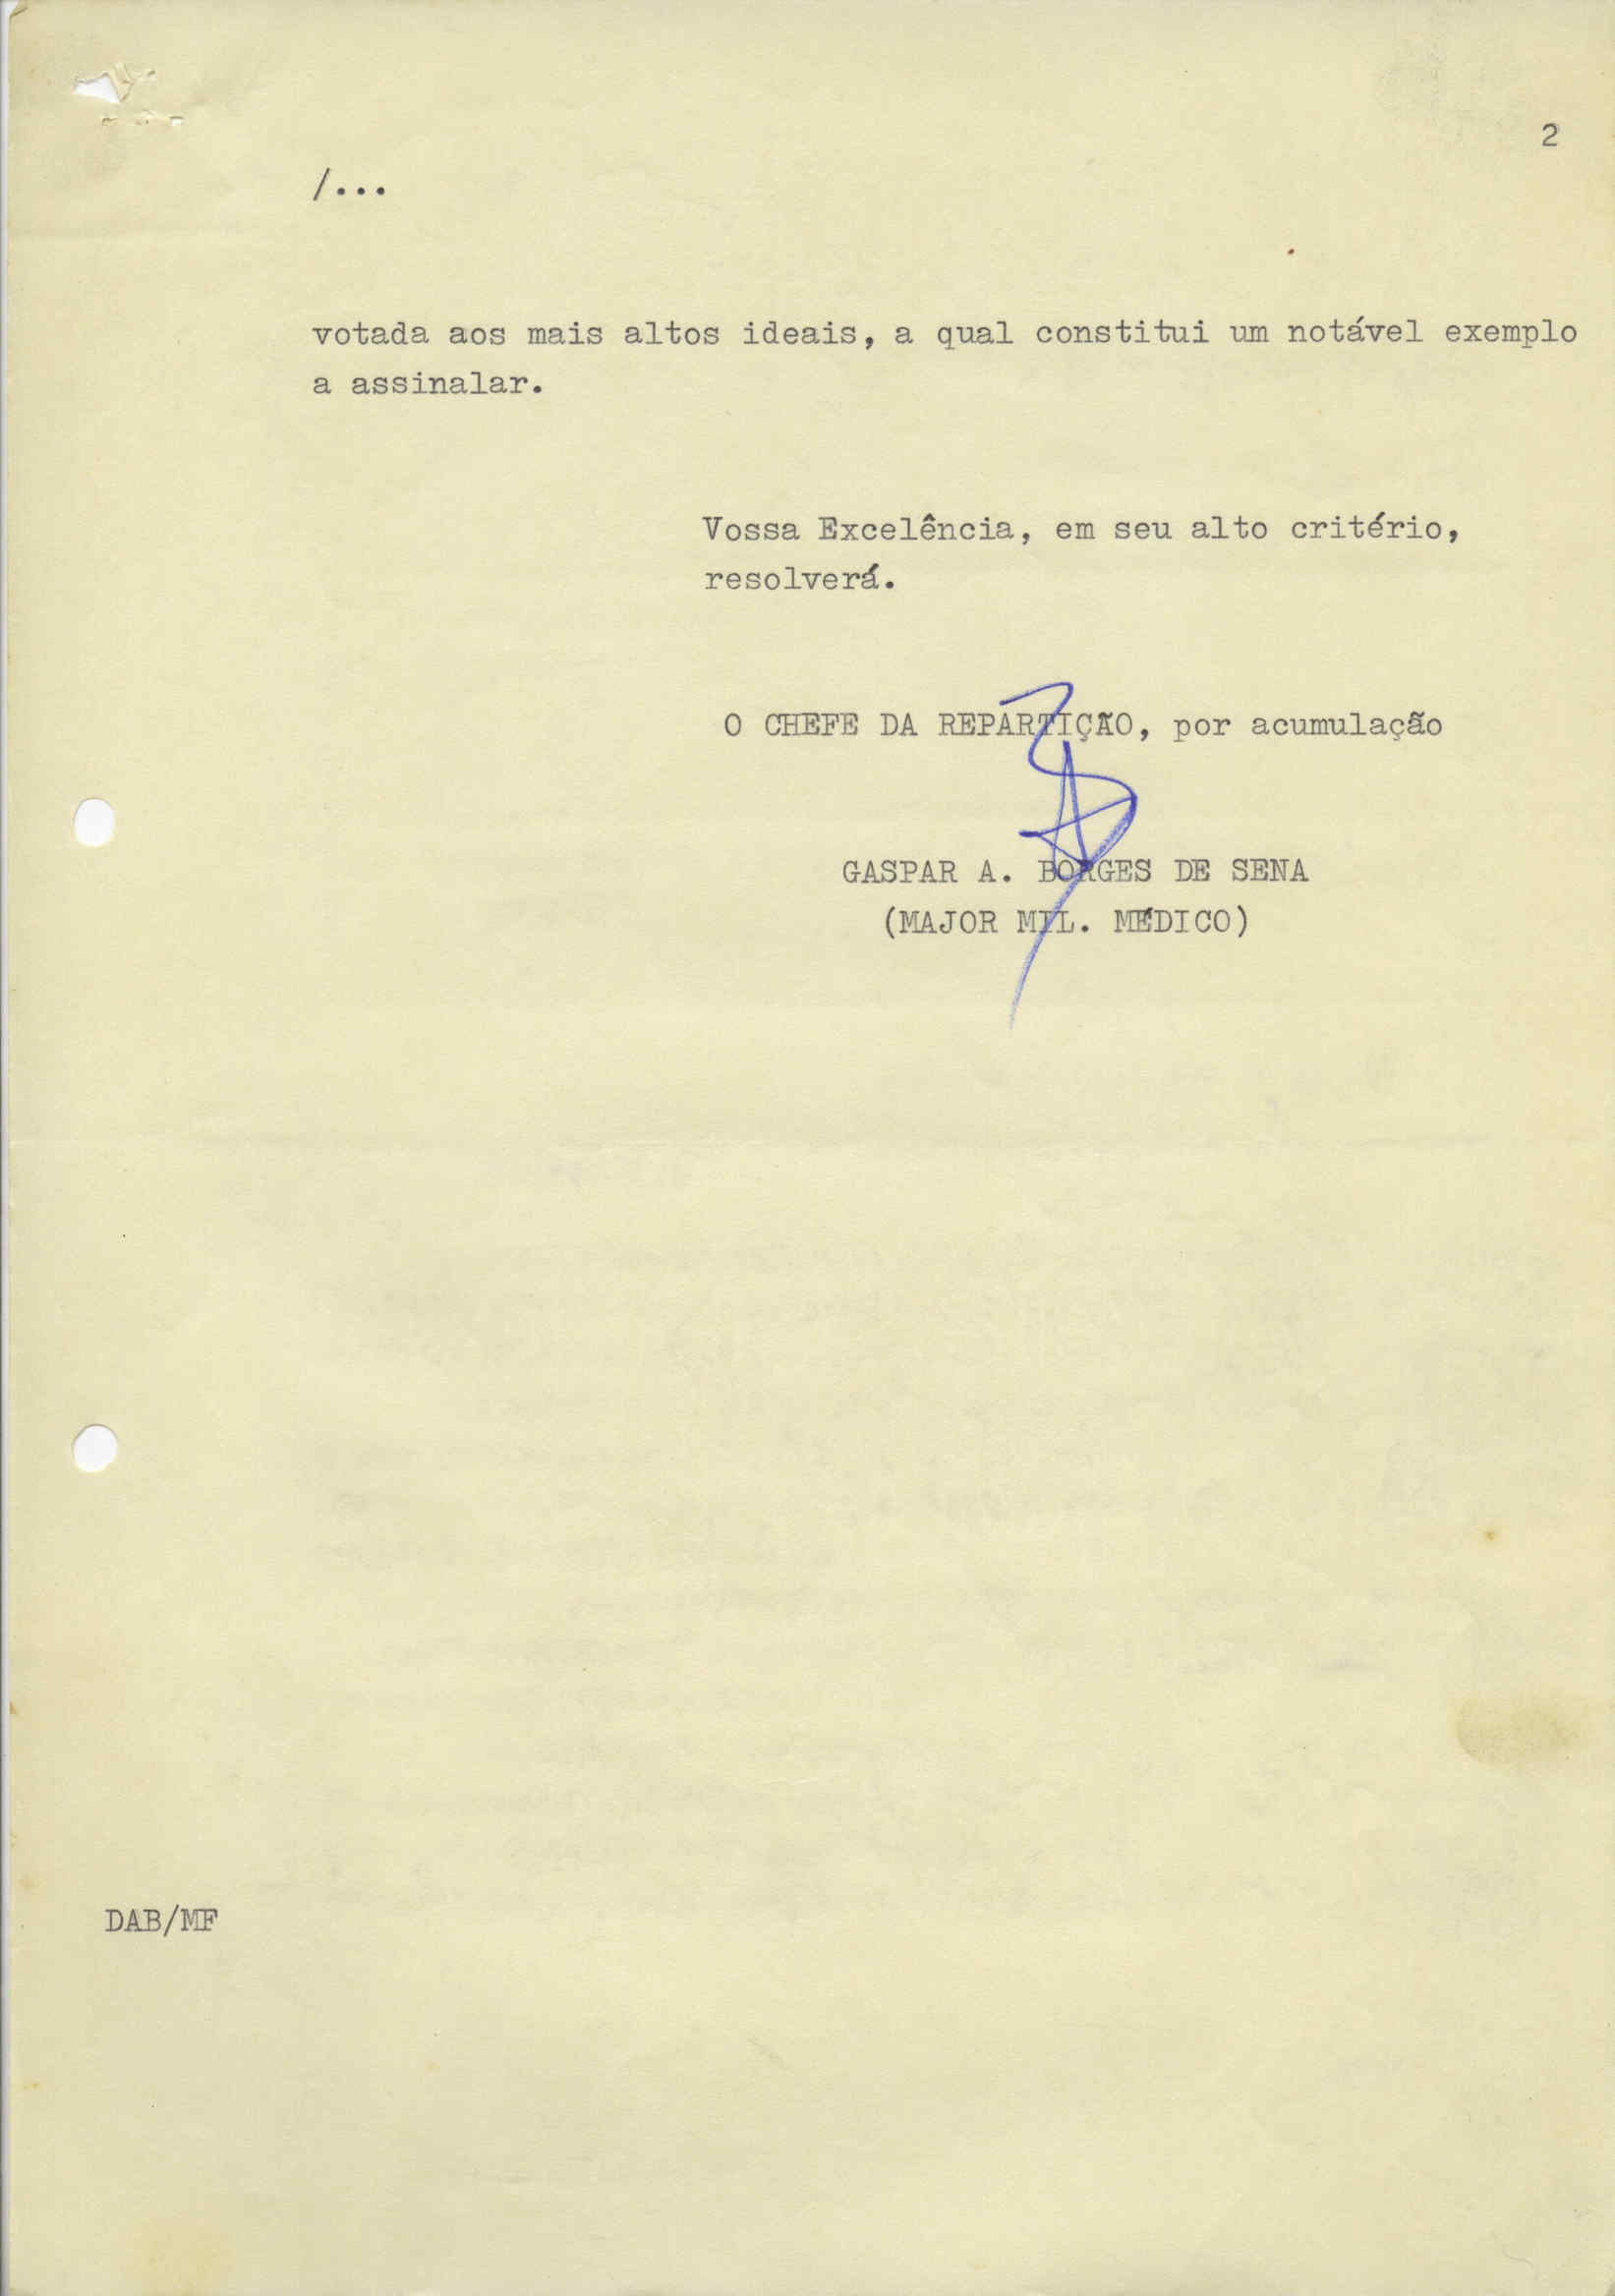 2
/...
votada aos mais altos ideais, a qual constitui um notável exemplo
a assinalar.
Vossa Excelência, em seu alto critério,
resolverá.
O CHEFE DA REPARTIÇÃO, por acumulação
GASPAR A. BORGES DE SENA
(MAJOR MIL. MÉDICO)
DAB/MF